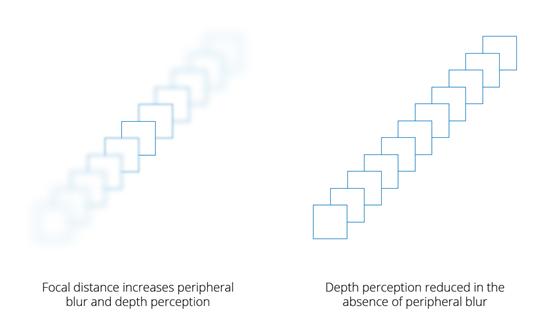 Focal distance increases peripheral
blur and depth perception
Depth perception reduced in the
absence of peripheral blur